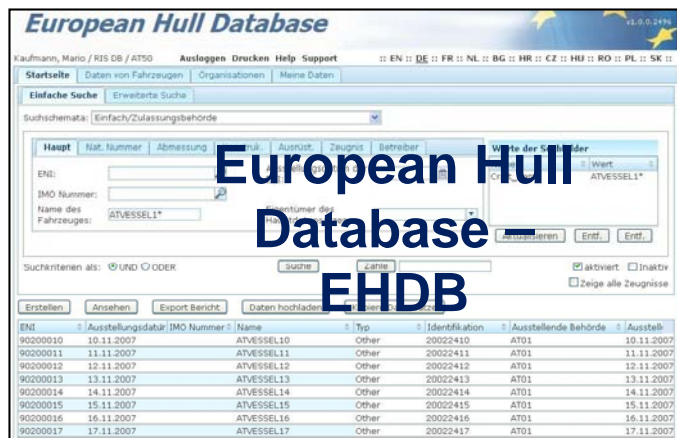 European Hull Database
v1.0.0.2496
Kaufmann, Mario / RIS DB / AT50 Ausloggen Drucken Help Support :: EN :: DE :: FR :: NL :: BG :: HR :: CZ :: HU :: RO :: PL :: SK ::
Startseite Daten von Fahrzeugen Organisationen Meine Daten
Einfache Suche Erweiterte Suche
Suchschemata: Einfach/Zulassungsbehörde
Haupt Nat. Nummer Abmessung Ausrüst. Zeugnis Betreiber
Werte der
ENI: Wert
ATVESSEL1*
IMO Nummer:
Name des Fahrzeuges: ATVESSEL1* Eigentümer des
Aktualisieren Entf. Entf.
European Hull
Database –
EHDB
Suchkriterien als: UND ODER Suche Zähle aktiviert Inaktiv
Zeige alle Zeugnisse
Erstellen Ansehen Export Bericht Daten hochladen
ENI Ausstellungsdatur IMO Nummer Name Typ Identifikation Ausstellende Behörde Ausstell
90200010 10.11.2007 ATVESSEL10 Other 20022410 AT01 10.11.2007
90200011 11.11.2007 ATVESSEL11 Other 20022411 AT01 11.11.2007
90200012 12.11.2007 ATVESSEL12 Other 20022412 AT01 12.11.2007
90200013 13.11.2007 ATVESSEL13 Other 20022413 AT01 13.11.2007
90200014 14.11.2007 ATVESSEL14 Other 20022414 AT01 14.11.2007
90200015 15.11.2007 ATVESSEL15 Other 20022415 AT01 15.11.2007
90200016 16.11.2007 ATVESSEL16 Other 20022416 AT01 16.11.2007
90200017 17.11.2007 ATVESSEL17 Other 20022417 AT01 17.11.2007